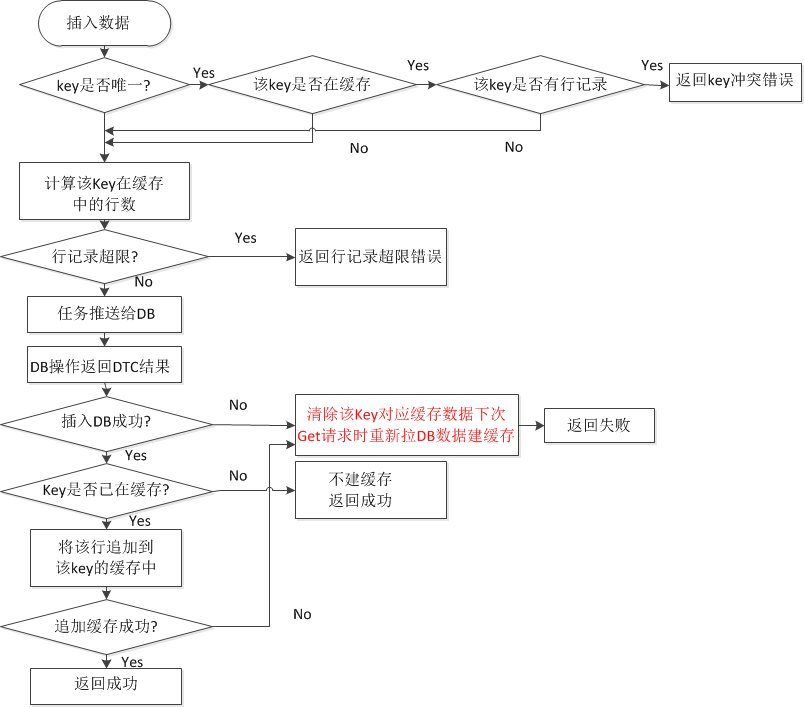 插入数据
key是否唯一?
Yes
该key是否在缓存
Yes
该key是否有行记录
Yes
返回key冲突错误
No
No
计算该Key在缓存
中的行数
行记录超限?
Yes
返回行记录超限错误
No
任务推送给DB
DB操作返回DTC结果
插入DB成功?
No
清除该Key对应缓存数据下次
Get请求时重新拉DB数据建缓存
返回失败
Yes
Key是否已在缓存?
No
不建缓存
返回成功
Yes
将该行追加到
该key的缓存中
追加缓存成功?
No
Yes
返回成功